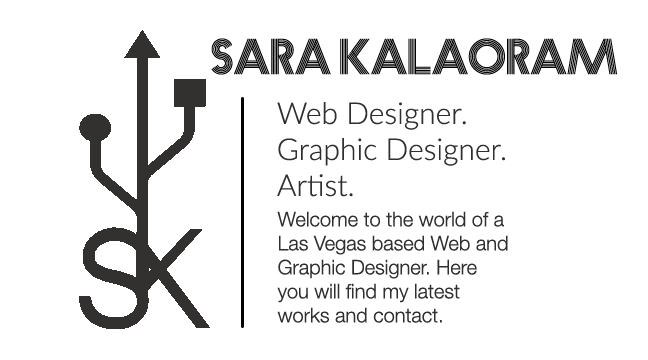 SARA KALAORAM
Web Designer.
Graphic Designer.
Artist.
Welcome to the world of a
Las Vegas based Web and
Graphic Designer. Here
you will find my latest
works and contact.
SK